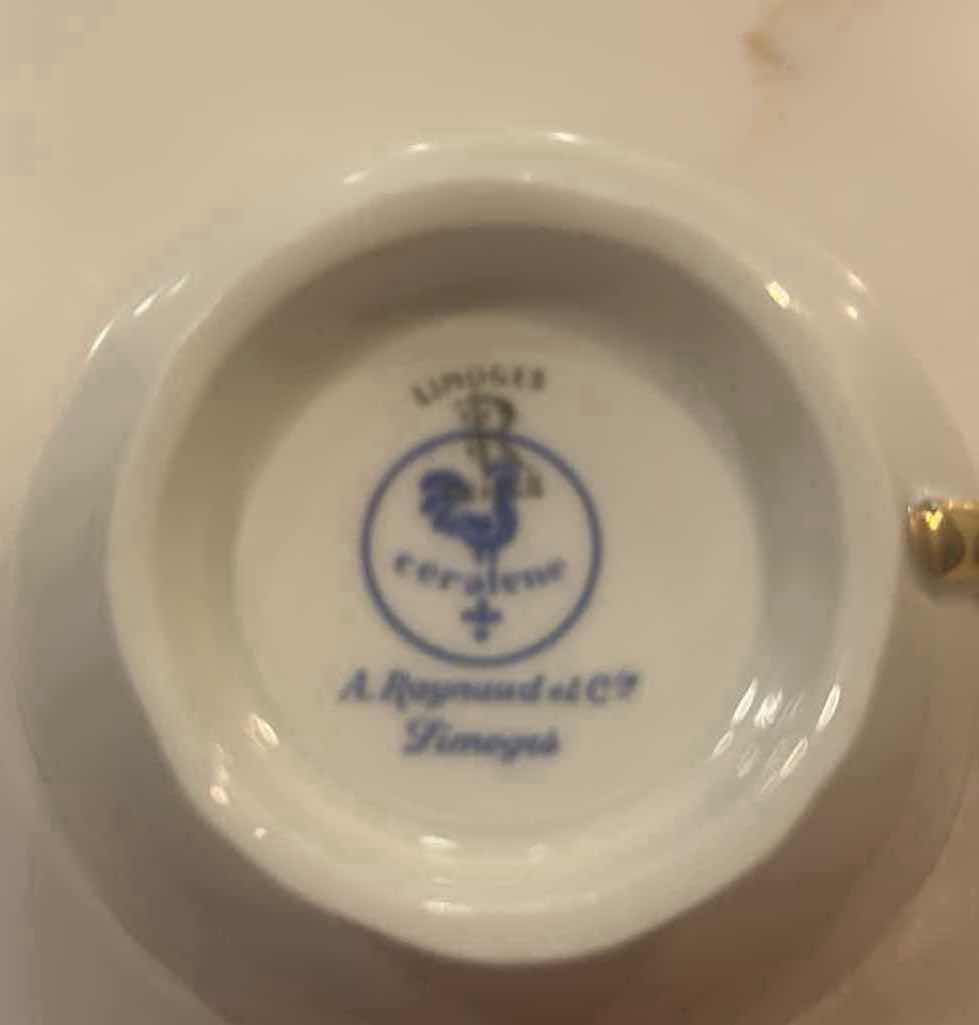 LIMOGES
ceralene
A. Raynaud et Cie
Limoges